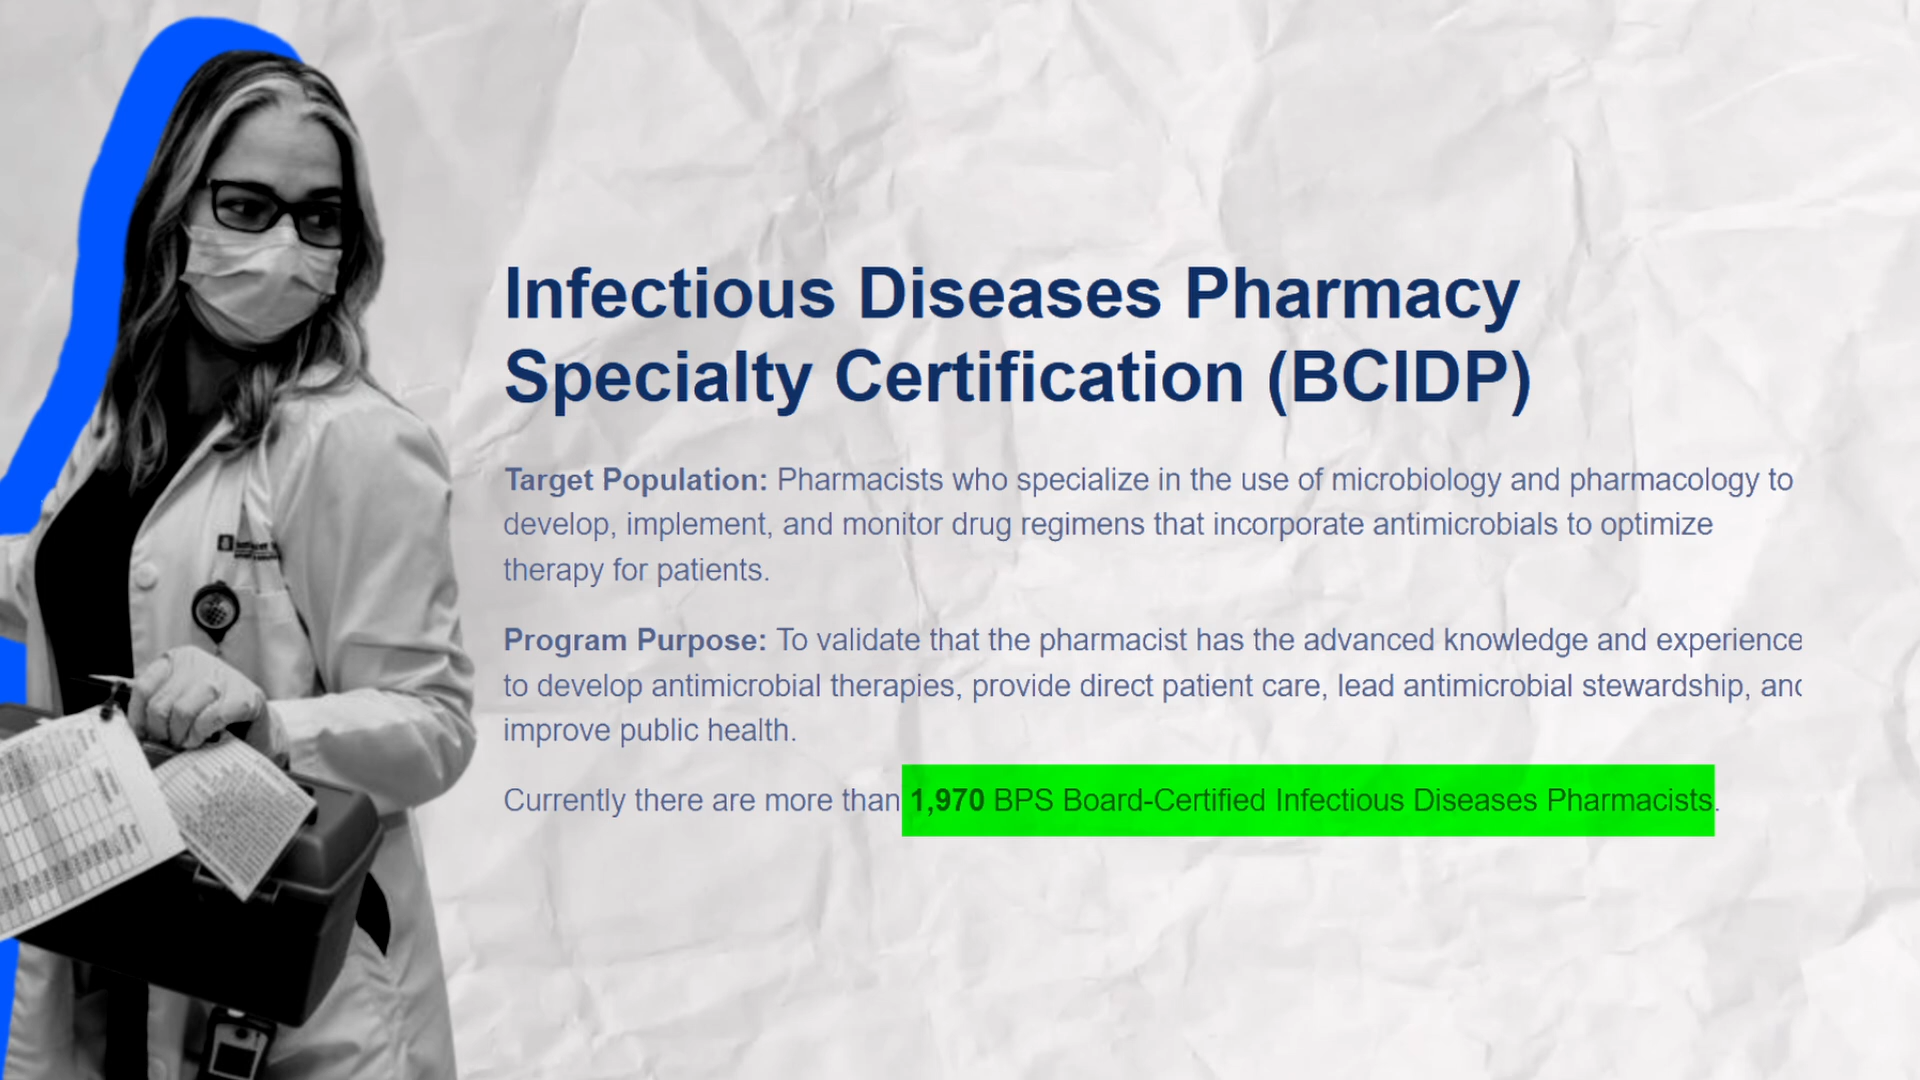 Infectious Diseases Pharmacy
Specialty Certification (BCIDP)
Target Population: Pharmacists who specialize in the use of microbiology and pharmacology to
develop, implement, and monitor drug regimens that incorporate antimicrobials to optimize
therapy for patients.
Program Purpose: To validate that the pharmacist has the advanced knowledge and experience
to develop antimicrobial therapies, provide direct patient care, lead antimicrobial stewardship, and
improve public health.
Currently there are more than 1,970 BPS Board-Certified Infectious Diseases Pharmacists.